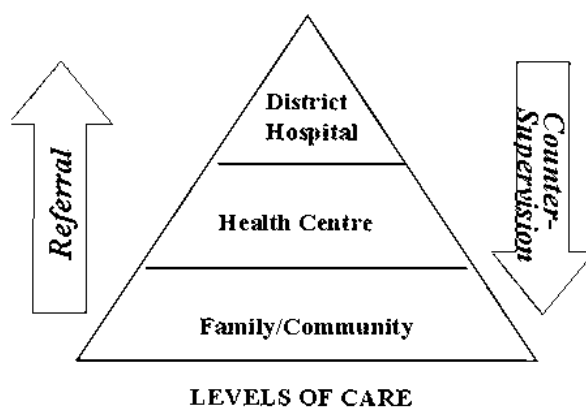 District
Hospital
Referral
Counter-
Supervision
Health Centre
Family/Community
LEVELS OF CARE